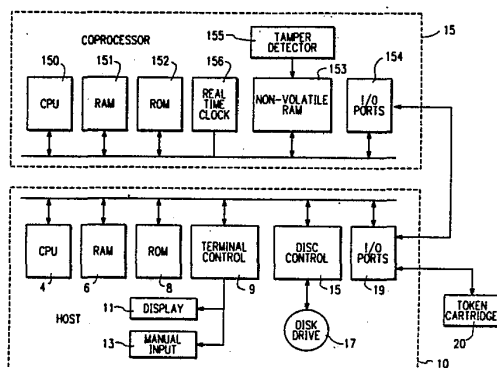 COPROCESSOR
155
TAMPER
DETECTOR
15
150
151
152
156
153
154
CPU
RAM
ROM
REAL
TIME
CLOCK
NON-VOLATILE
RAM
I/O
PORTS
CPU
RAM
ROM
TERMINAL
CONTROL
DISC
CONTROL
I/O
PORTS
4
6
8
9
15
19
HOST
11
DISPLAY
13
MANUAL
INPUT
DISK
DRIVE
17
TOKEN
CARTRIDGE
20
10